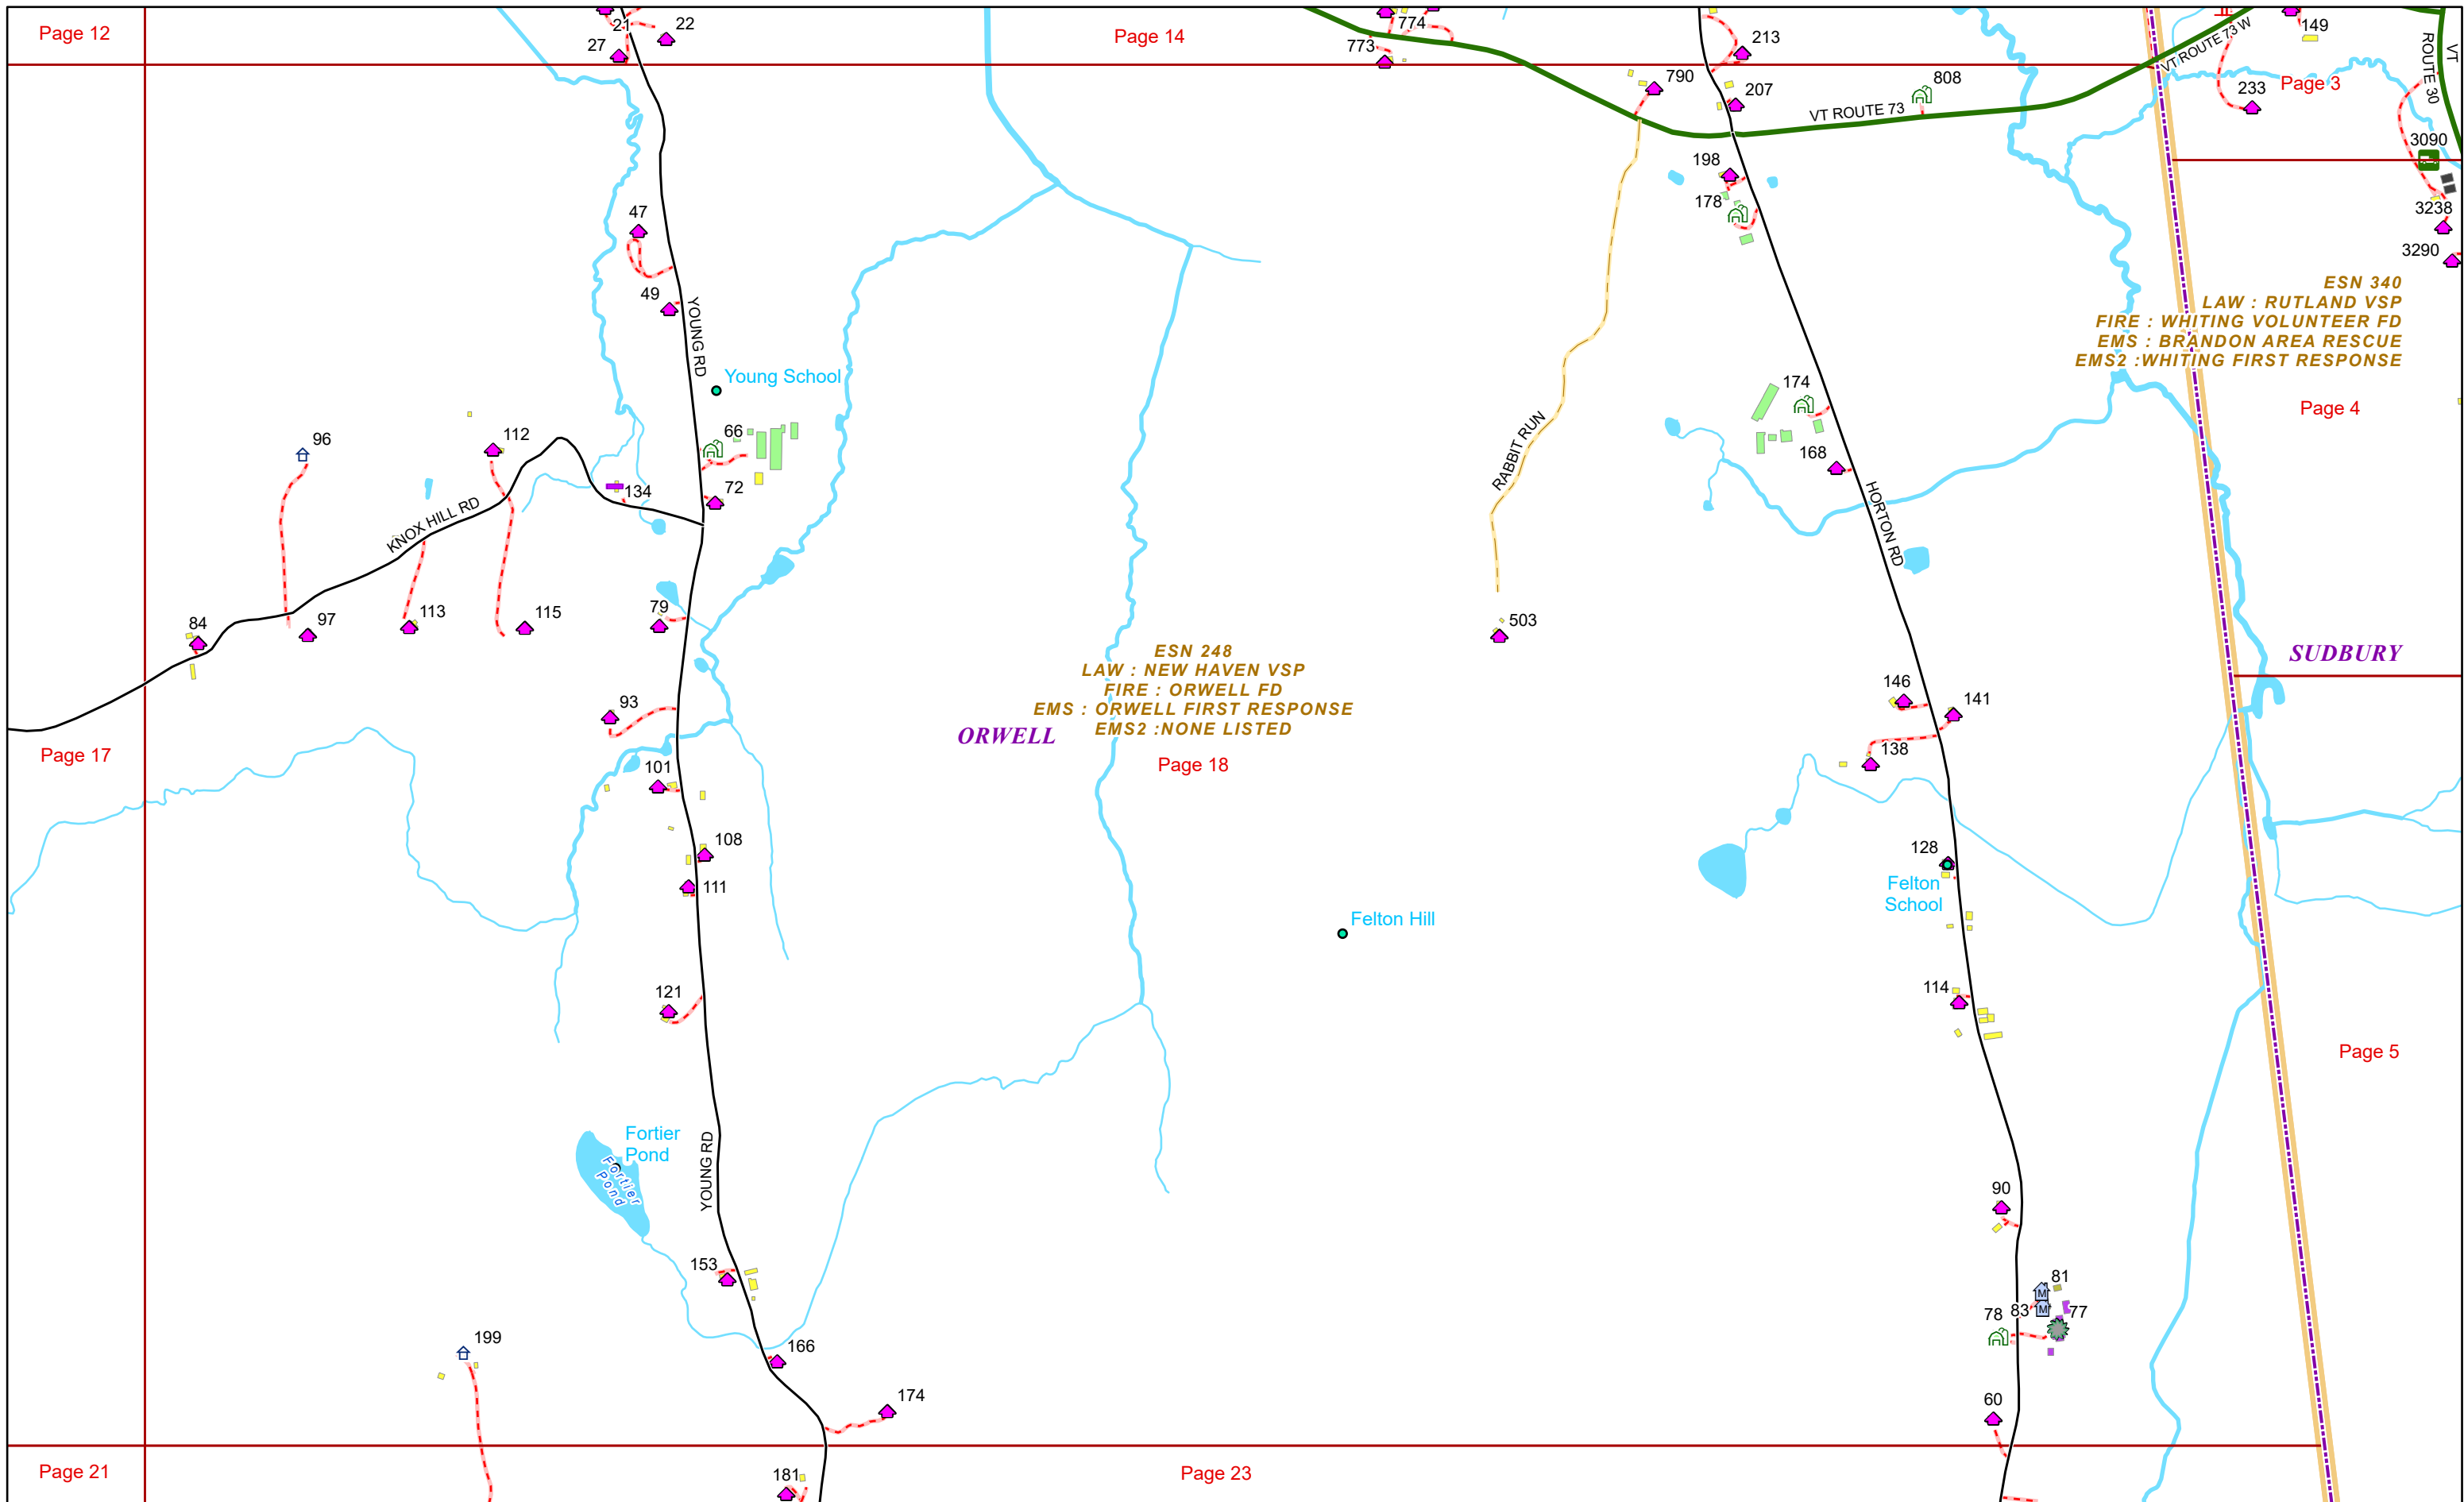 Page 12
21
22
27
Page 14
774
773
213
790
207
VT ROUTE 73
808
VT ROUTE 73 W
149
Page 3
233
VT
ROUTE 30
3090
3238
3290
198
178
47
49
YOUNG RD
Young School
ESN 340
LAW : RUTLAND VSP
FIRE : WHITING VOLUNTEER FD
EMS : BRANDON AREA RESCUE
EMS2 :WHITING FIRST RESPONSE
Page 4
174
168
HORTON RD
RABBIT RUN
96
112
66
134
72
KNOX HILL RD
84
97
113
115
79
503
93
ESN 248
LAW : NEW HAVEN VSP
FIRE : ORWELL FD
EMS : ORWELL FIRST RESPONSE
EMS2 :NONE LISTED
ORWELL
Page 18
SUDBURY
146
141
138
Page 17
101
108
111
128
Felton
School
Felton Hill
121
114
Page 5
Fortier
Pond
Fortier
Pond
YOUNG RD
90
153
81
M
83
M
78
77
199
166
174
60
Page 21
181
Page 23